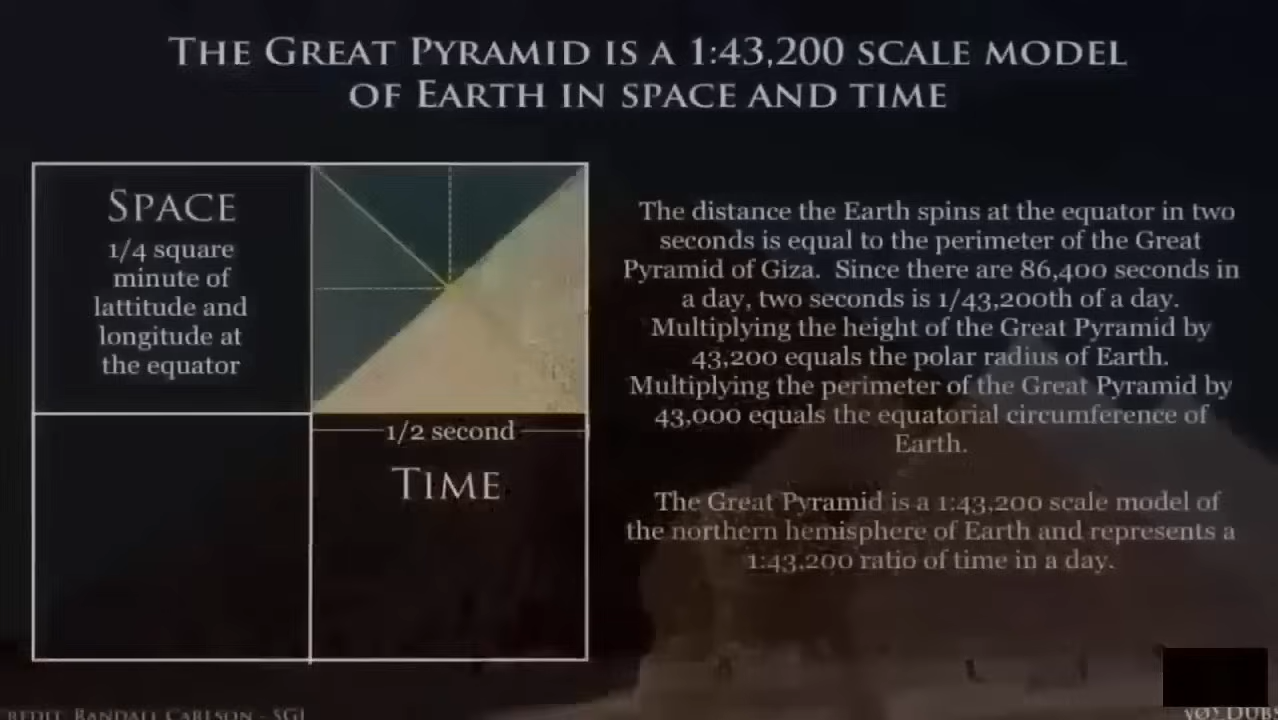 THE GREAT PYRAMID IS A 1:43,200 SCALE MODEL
OF EARTH IN SPACE AND TIME
SPACE
1/4 square
minute of
lattitude and
longitude at
the equator
1/2 second
TIME
The distance the Earth spins at the equator in two
seconds is equal to the perimeter of the Great
Pyramid of Giza. Since there are 86,400 seconds in
a day, two seconds is 1/43,200th of a day.
Multiplying the height of the Great Pyramid by
43,200 equals the polar radius of Earth.
Multiplying the perimeter of the Great Pyramid by
43,000 equals the equatorial circumference of
Earth.
The Great Pyramid is a 1:43,200 scale model of
the northern hemisphere of Earth and represents a
1:43,200 ratio of time in a day.
RANDALL CARLSON - SGI